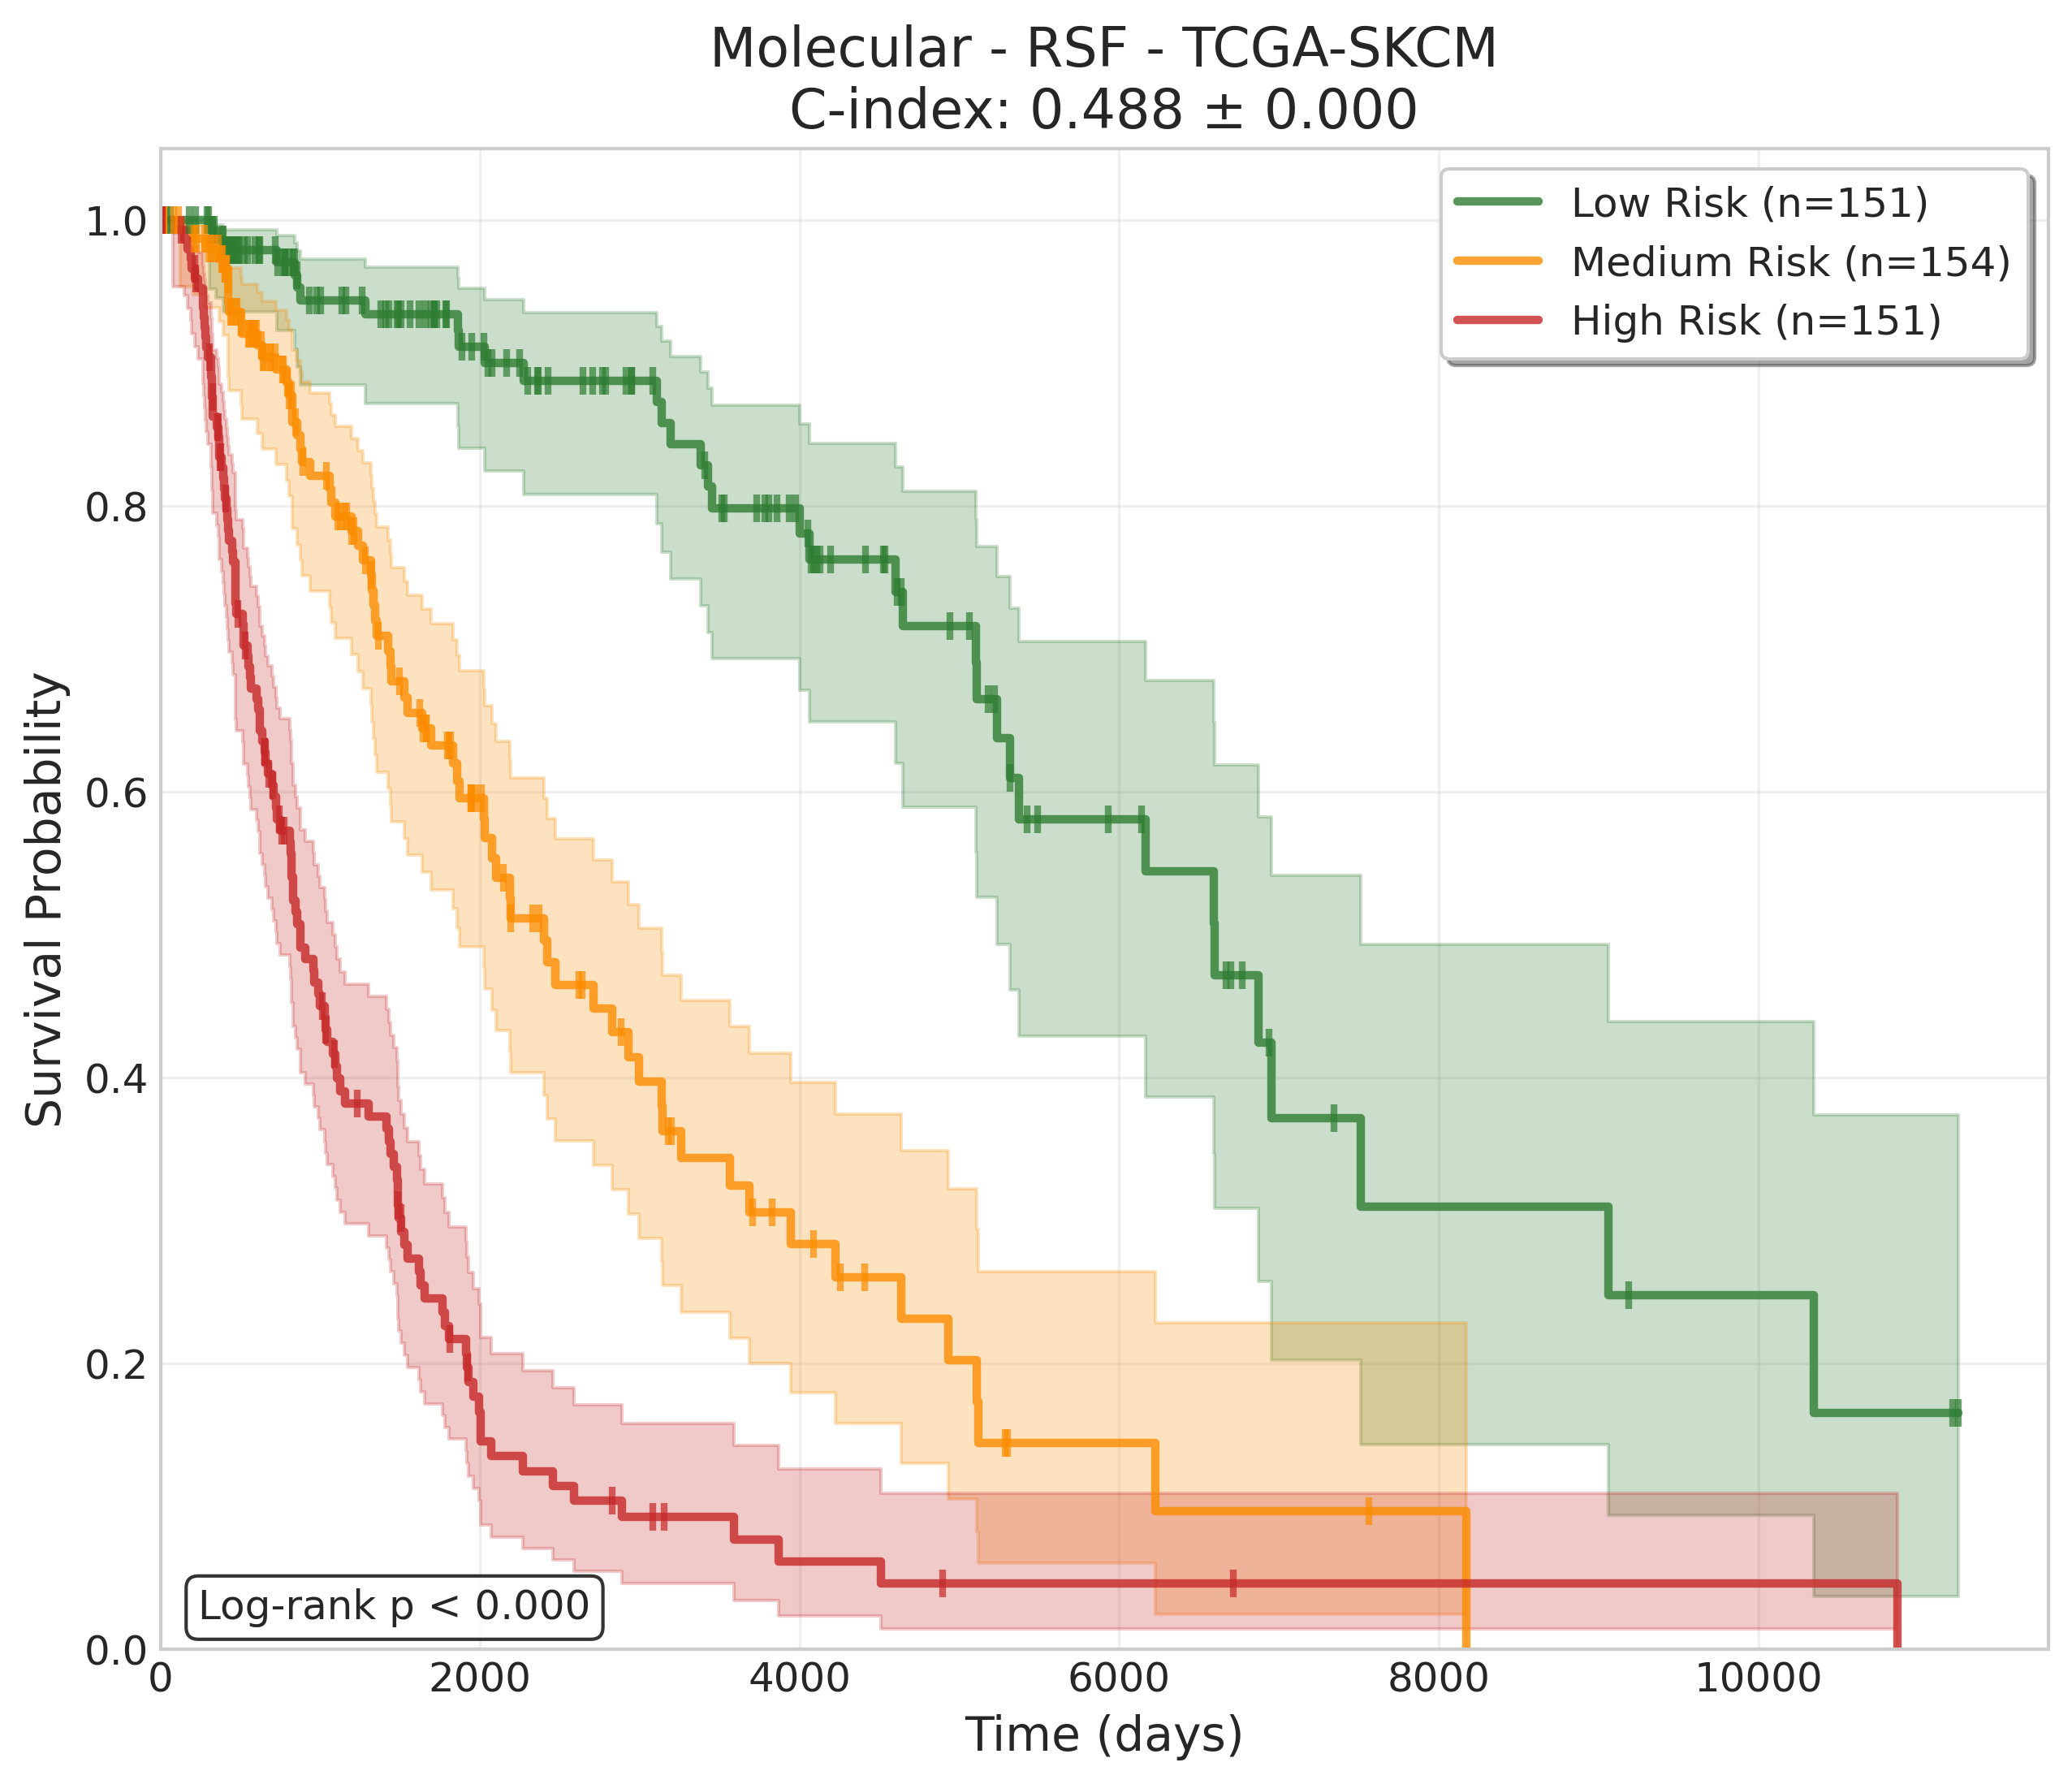 Molecular - RSF - TCGA-SKCM
C-index: 0.488 ± 0.000
Low Risk (n=151)
Medium Risk (n=154)
High Risk (n=151)
Survival Probability
1.0
0.8
0.6
0.4
0.2
0.0
Log-rank p < 0.000
0 2000 4000 6000 8000 10000
Time (days)